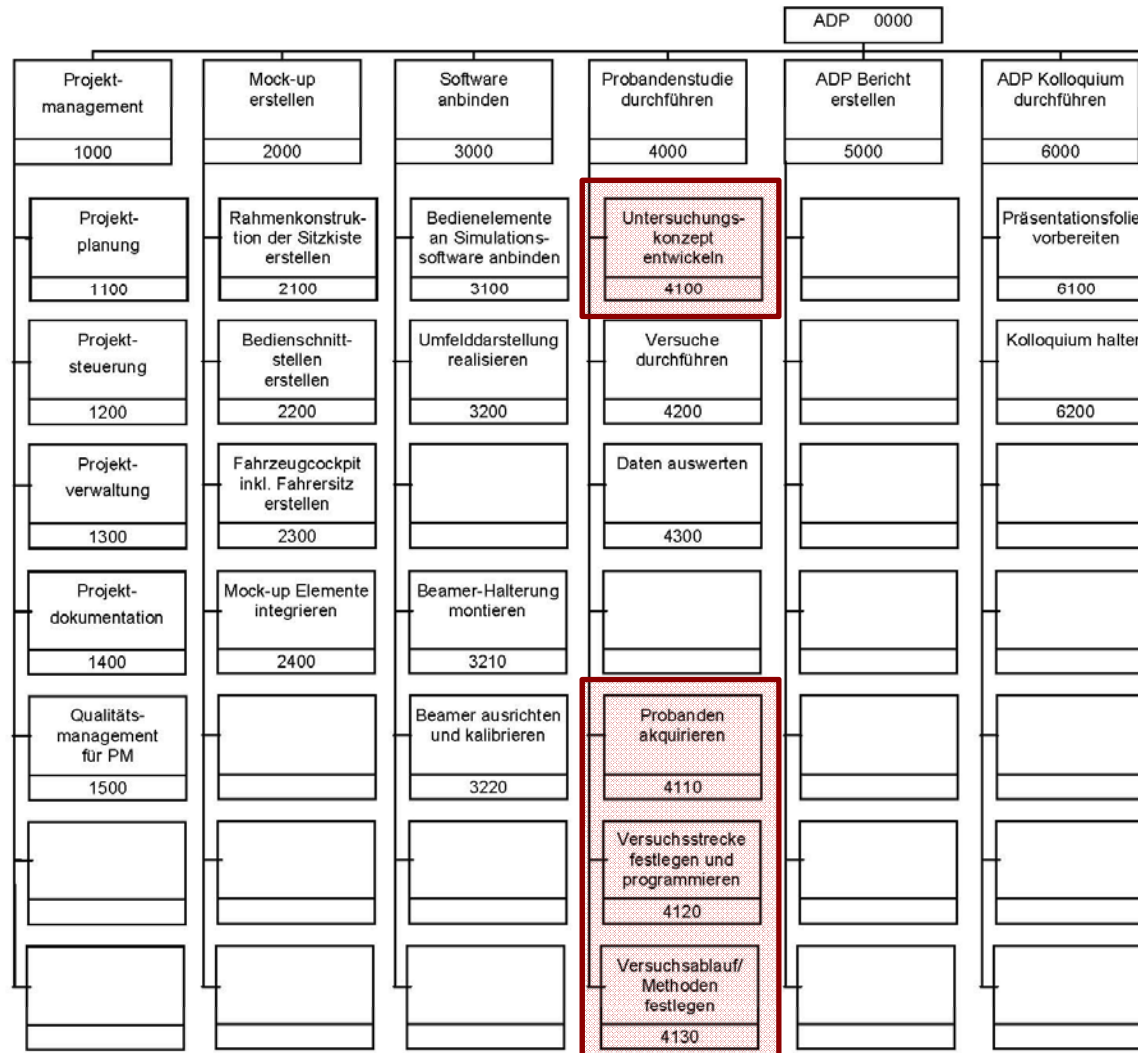 ADP 0000
Projekt-
management
1000
Mock-up
erstellen
2000
Software
anbinden
3000
Probandenstudie
durchführen
4000
ADP Bericht
erstellen
5000
ADP Kolloquium
durchführen
6000
Projekt-
planung
1100
Rahmenkonstruk-
tion der Sitzkiste
erstellen
2100
Bedienelemente
an Simulations-
software anbinden
3100
Untersuchungs-
konzept
entwickeln
4100
Präsentationsfolie
vorbereiten
6100
Projekt-
steuerung
1200
Bedienschnitt-
stellen
erstellen
2200
Umfelddarstellung
realisieren
3200
Versuche
durchführen
4200
Kolloquium halten
6200
Projekt-
verwaltung
1300
Fahrzeugcockpit
inkl. Fahrersitz
erstellen
2300
Daten auswerten
4300
Projekt-
dokumentation
1400
Mock-up Elemente
integrieren
2400
Beamer-Halterung
montieren
3210
Qualitäts-
management
für PM
1500
Beamer ausrichten
und kalibrieren
3220
Probanden
akquirieren
4110
Versuchsstrecke
festlegen und
programmieren
4120
Versuchsablauf/
Methoden
festlegen
4130